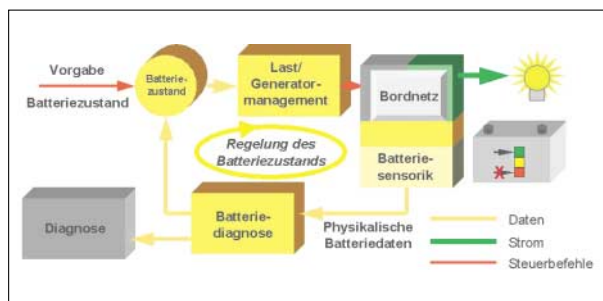 Vorgabe
Batteriezustand
Batterie-
zustand
Last/
Generator-
management
Bordnetz
Regelung des
Batteriezustands
Batterie-
sensorik
Diagnose
Batterie-
diagnose
Physikalische
Batteriedaten
Daten
Strom
Steuerbefehle